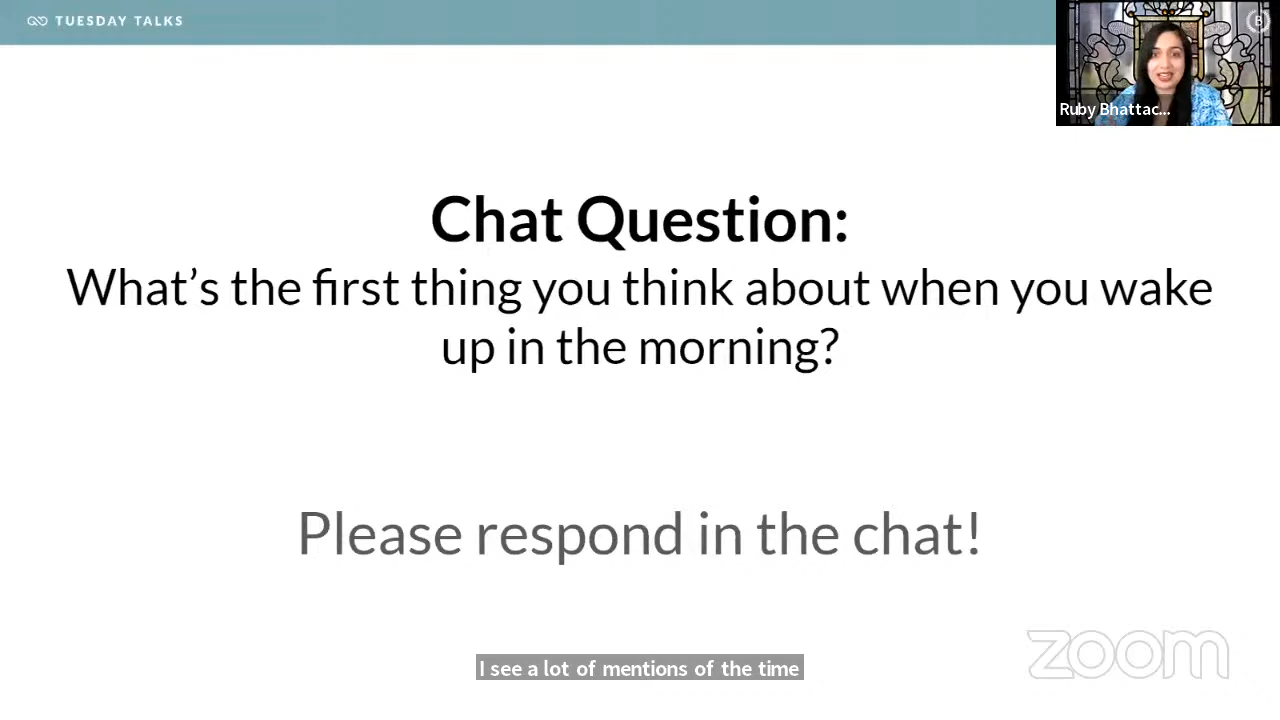 TUESDAY TALKS
B
Ruby Bhattac...
Chat Question:
What’s the first thing you think about when you wake
up in the morning?
Please respond in the chat!
I see a lot of mentions of the time
zoom